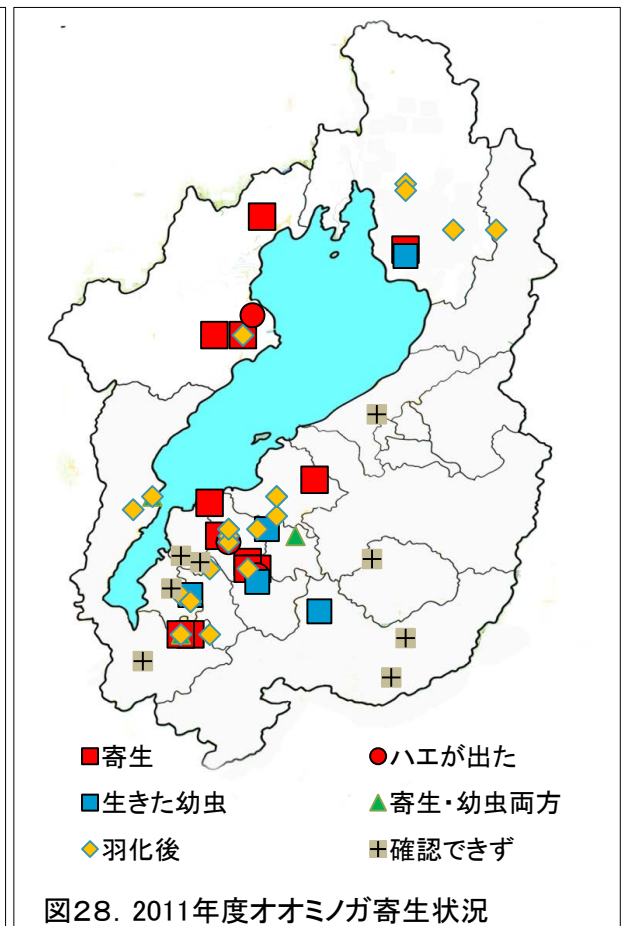 寄生
ハエが出た
生きた幼虫
寄生・幼虫両方
羽化後
確認できず
図28. 2011年度オオミノガ寄生状況